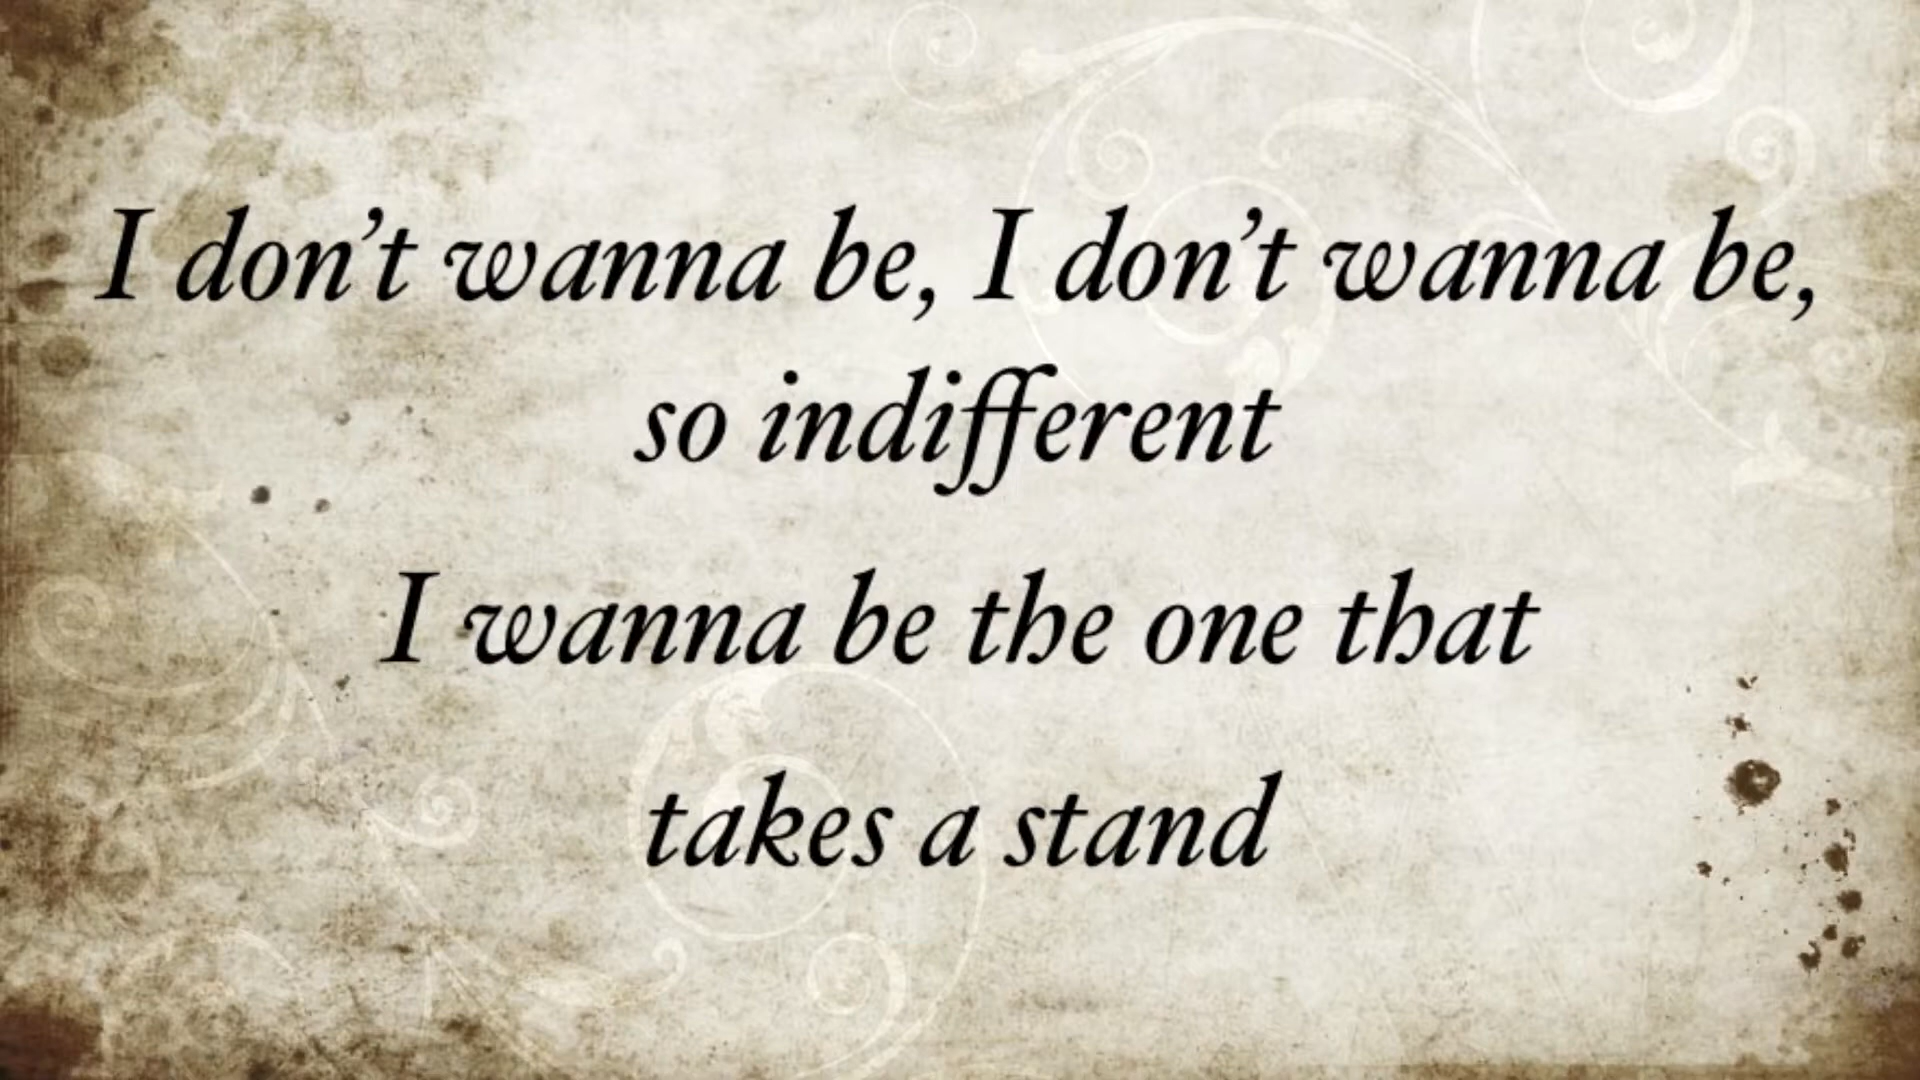 I don’t wanna be, I don’t wanna be,
so indifferent
I wanna be the one that
takes a stand